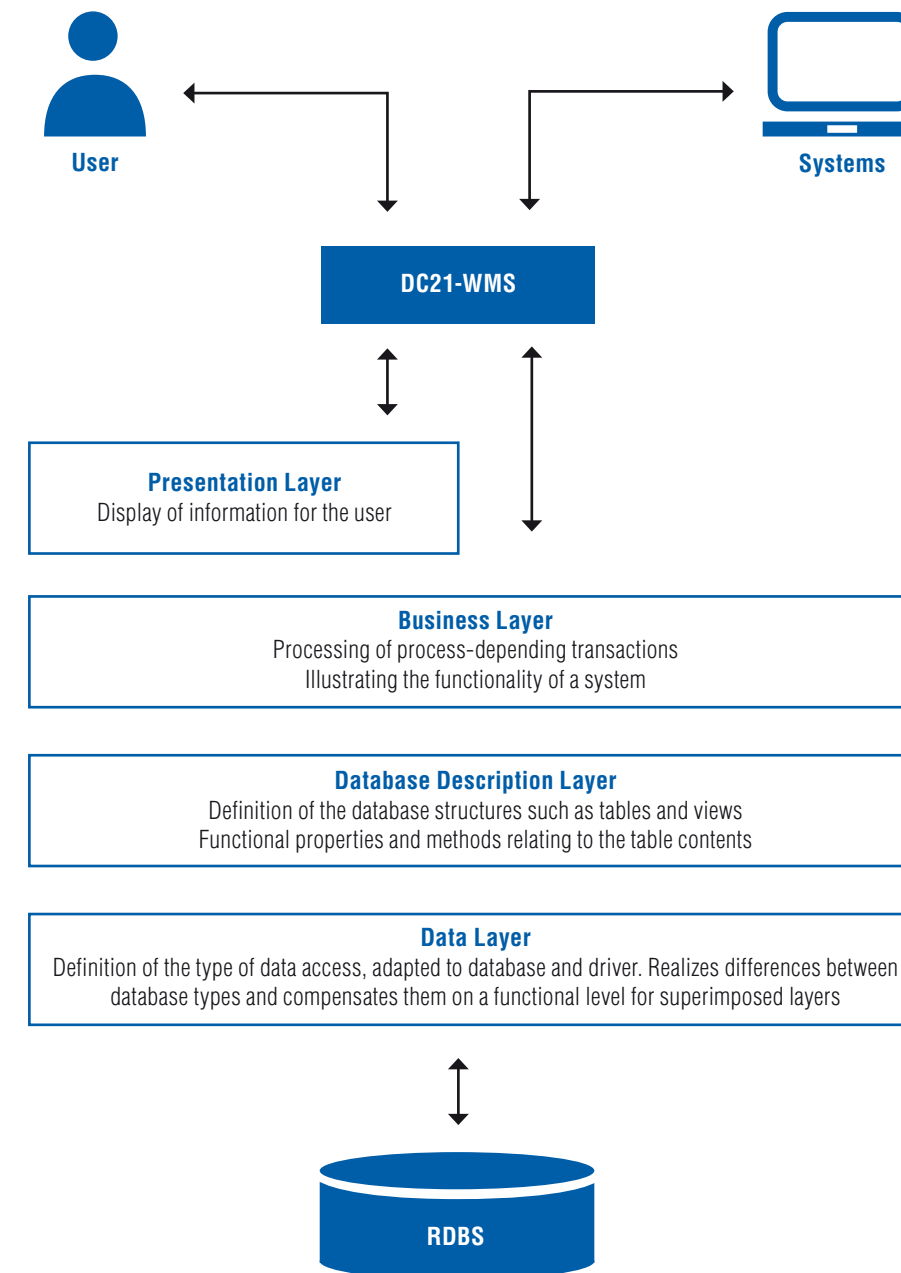 User
Systems
DC21-WMS
Presentation Layer
Display of information for the user
Business Layer
Processing of process-depending transactions
Illustrating the functionality of a system
Database Description Layer
Definition of the database structures such as tables and views
Functional properties and methods relating to the table contents
Data Layer
Definition of the type of data access, adapted to database and driver. Realizes differences between
database types and compensates them on a functional level for superimposed layers
RDBS